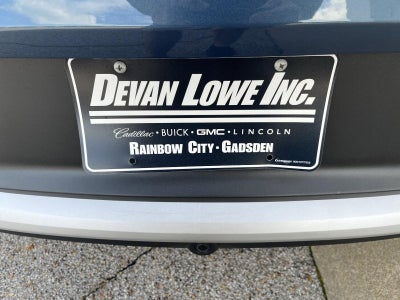 DEVAN LOWE INC.
Cadillac · BUICK · GMC · LINCOLN
RAINBOW CITY · GADSDEN